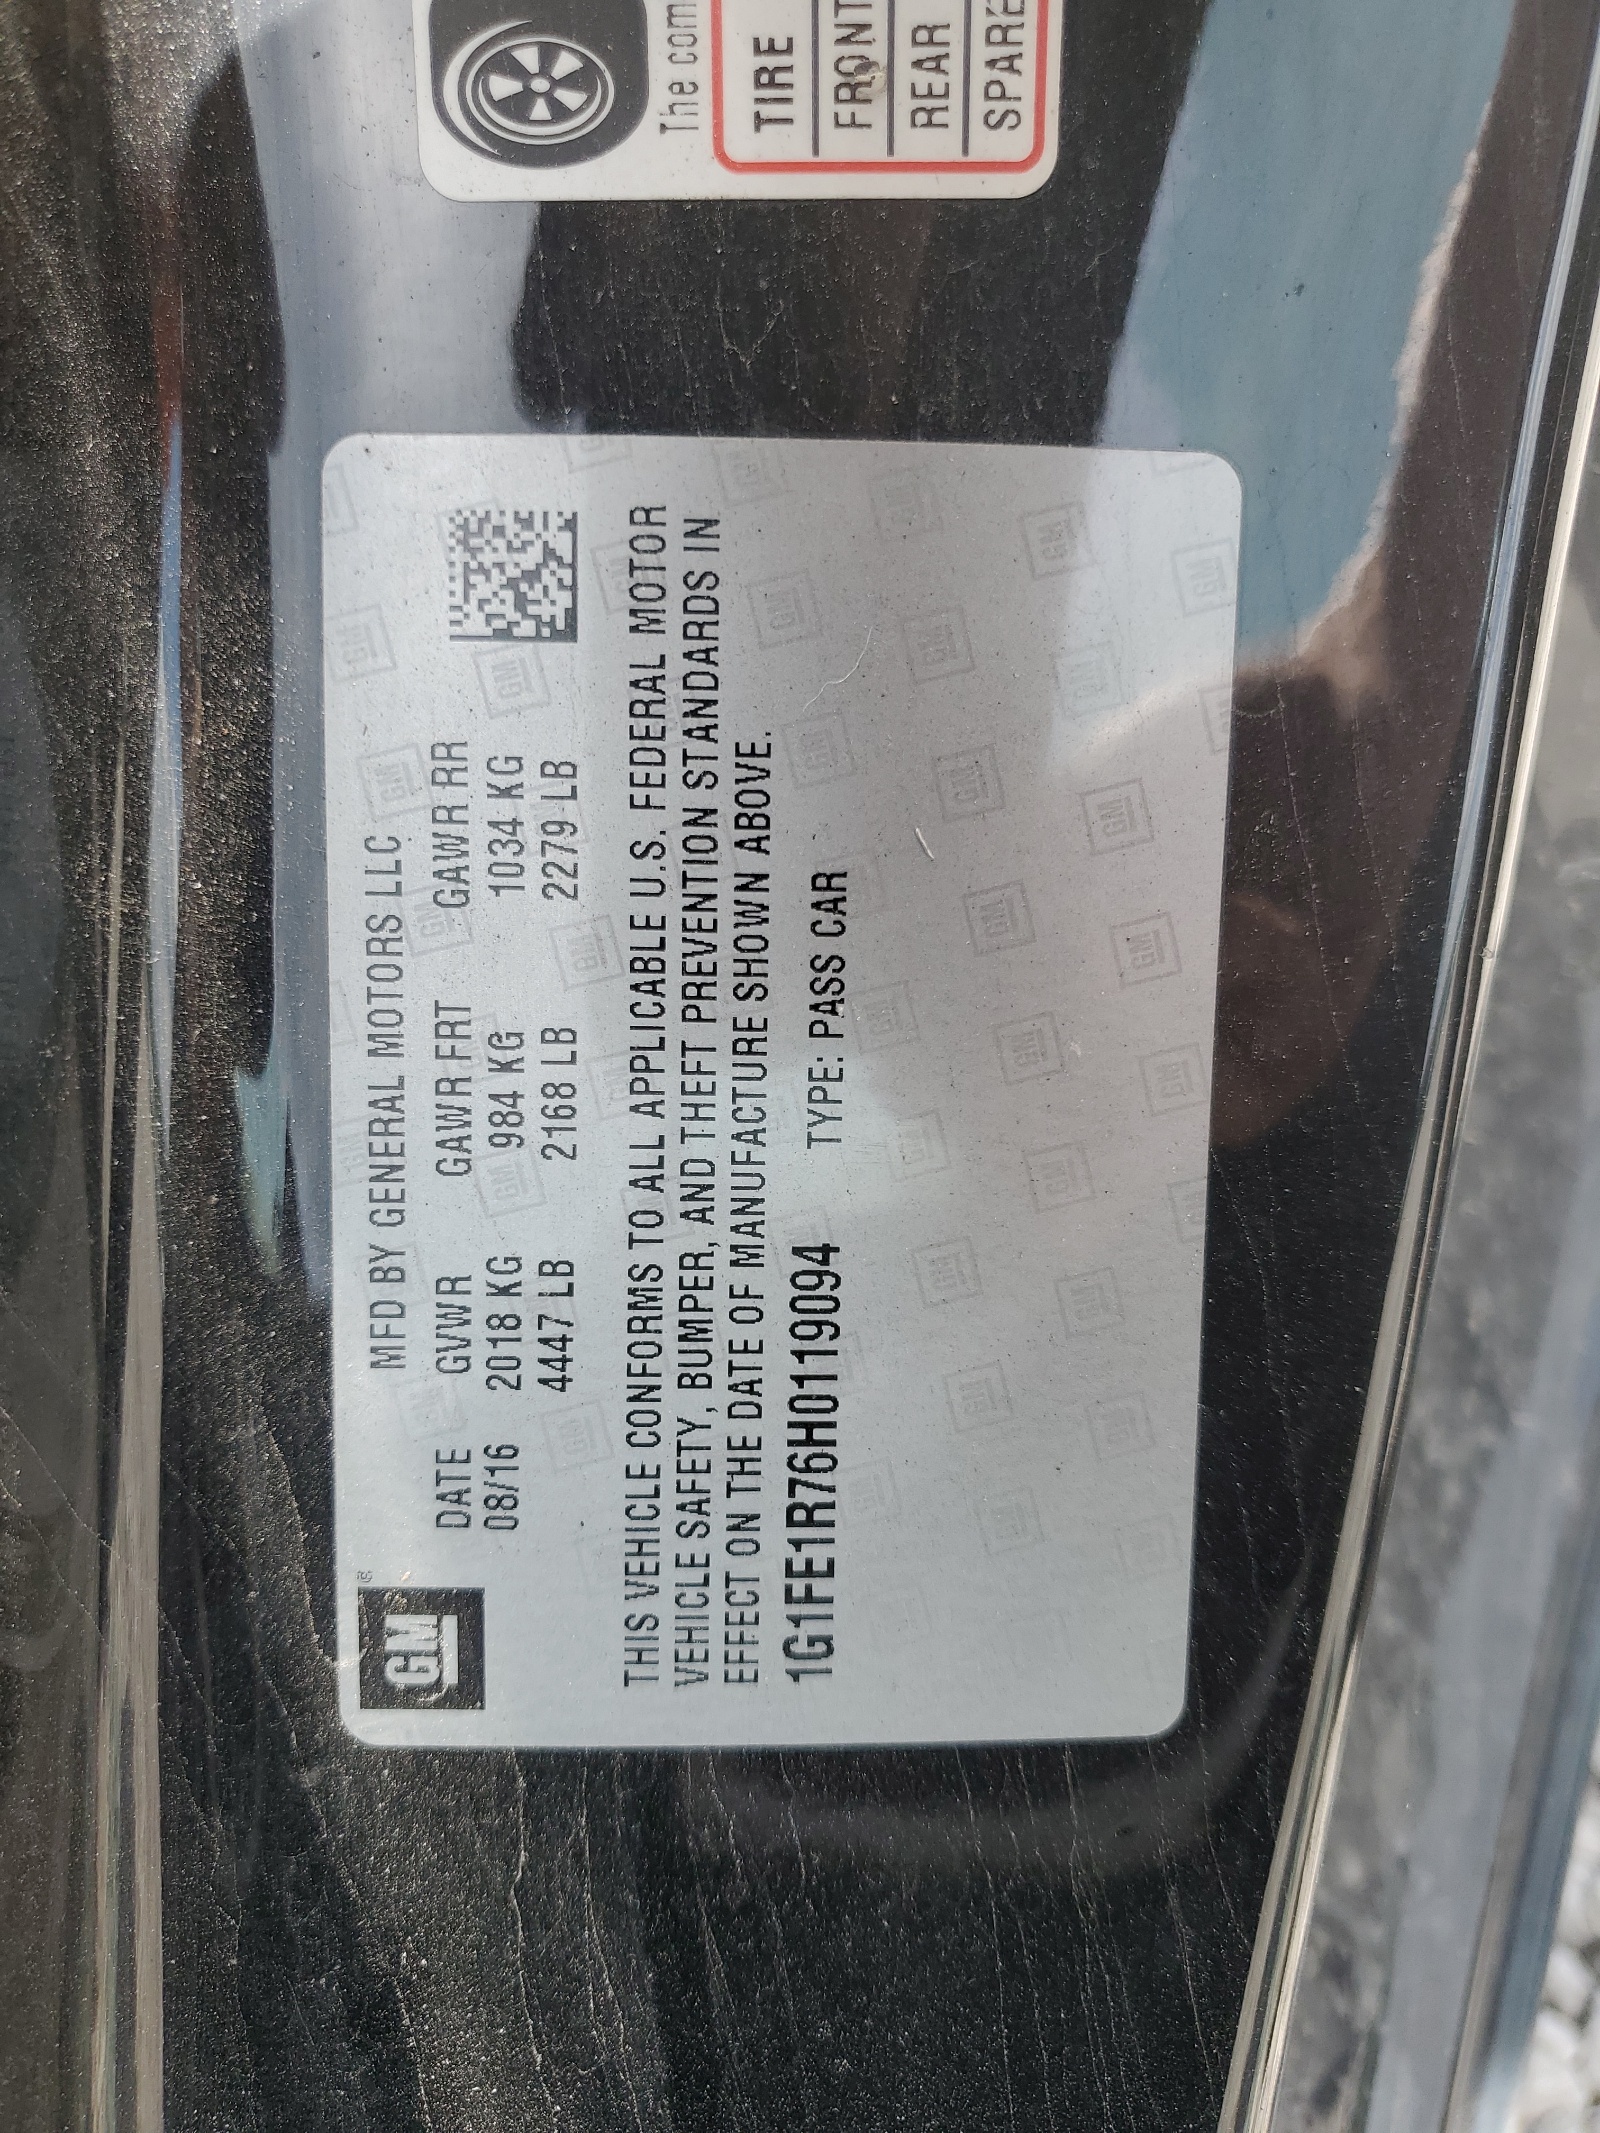 GM ®
MFD BY GENERAL MOTORS LLC
DATE GVWR GAWR FRT GAWR RR
08/16 2018 KG 984 KG 1034 KG
4447 LB 2168 LB 2279 LB
THIS VEHICLE CONFORMS TO ALL APPLICABLE U.S. FEDERAL MOTOR
VEHICLE SAFETY, BUMPER, AND THEFT PREVENTION STANDARDS IN
EFFECT ON THE DATE OF MANUFACTURE SHOWN ABOVE.
1G1FE1R76H0119094 TYPE: PASS CAR
The com
TIRE
FRONT
REAR
SPARE